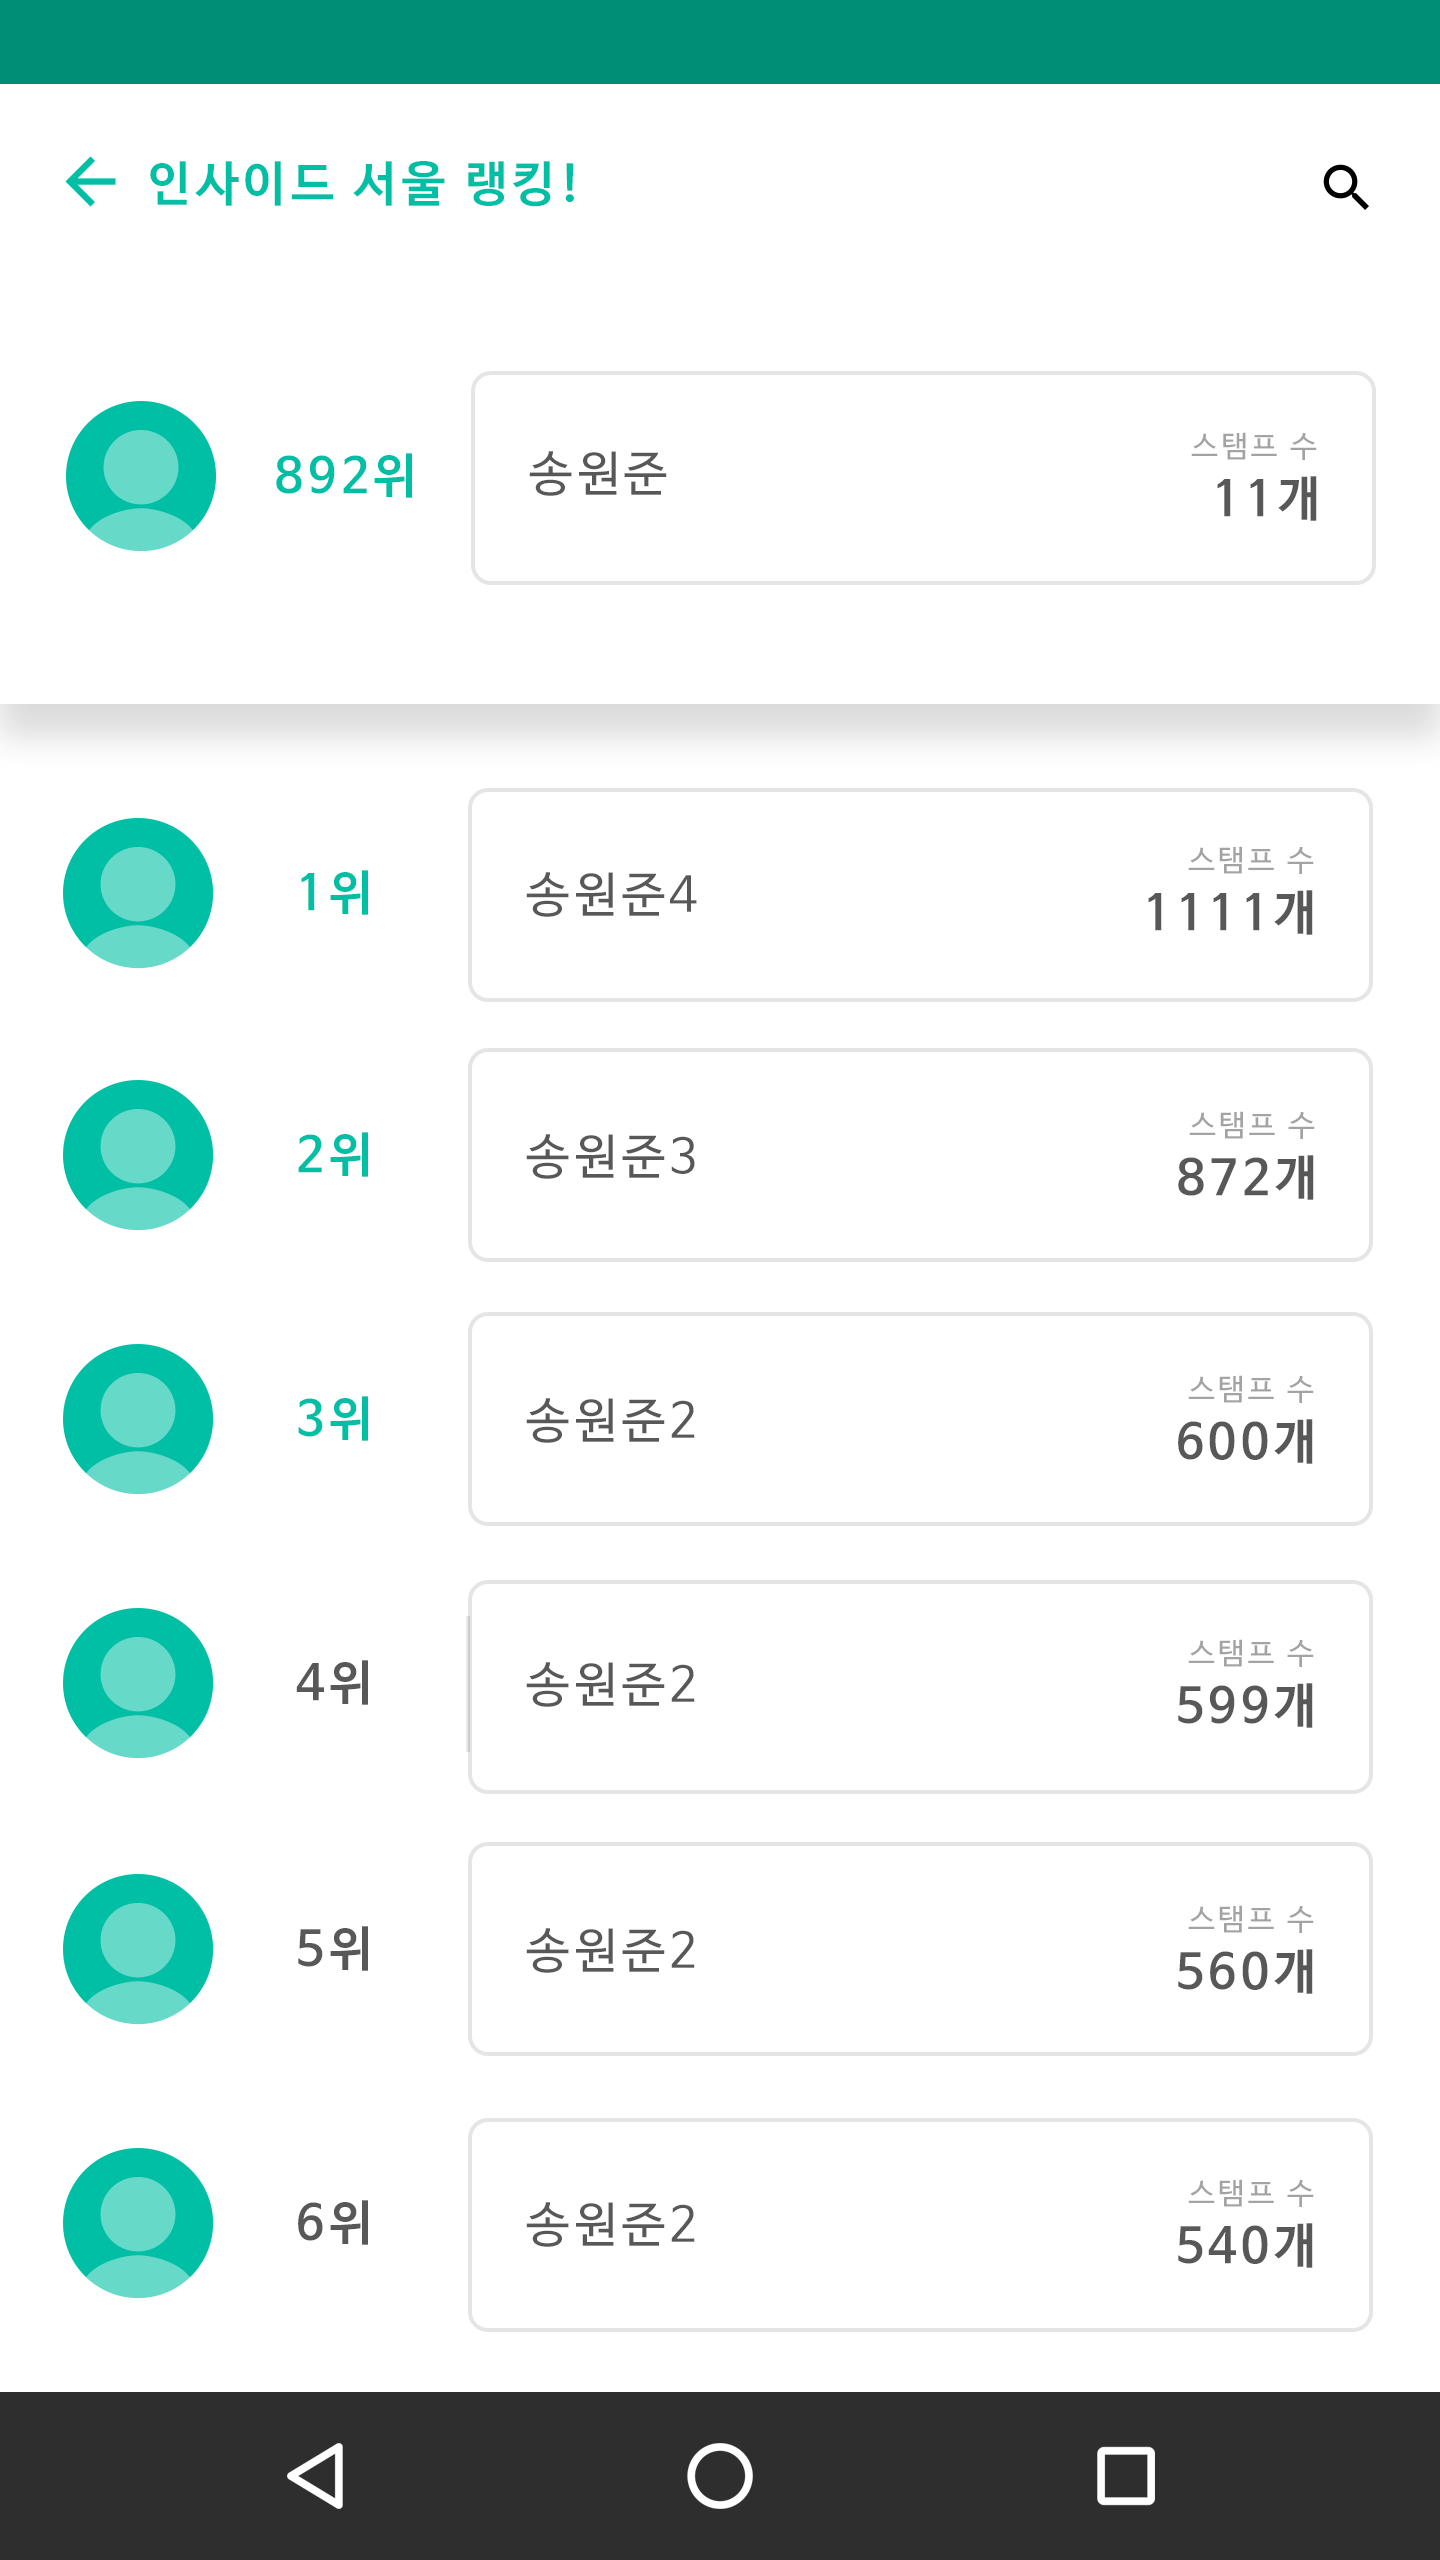 인사이드 서울 랭킹!
892위
송원준
스탬프 수
11개
1위
송원준4
스탬프 수
1111개
2위
송원준3
스탬프 수
872개
3위
송원준2
스탬프 수
600개
4위
송원준2
스탬프 수
599개
5위
송원준2
스탬프 수
560개
6위
송원준2
스탬프 수
540개